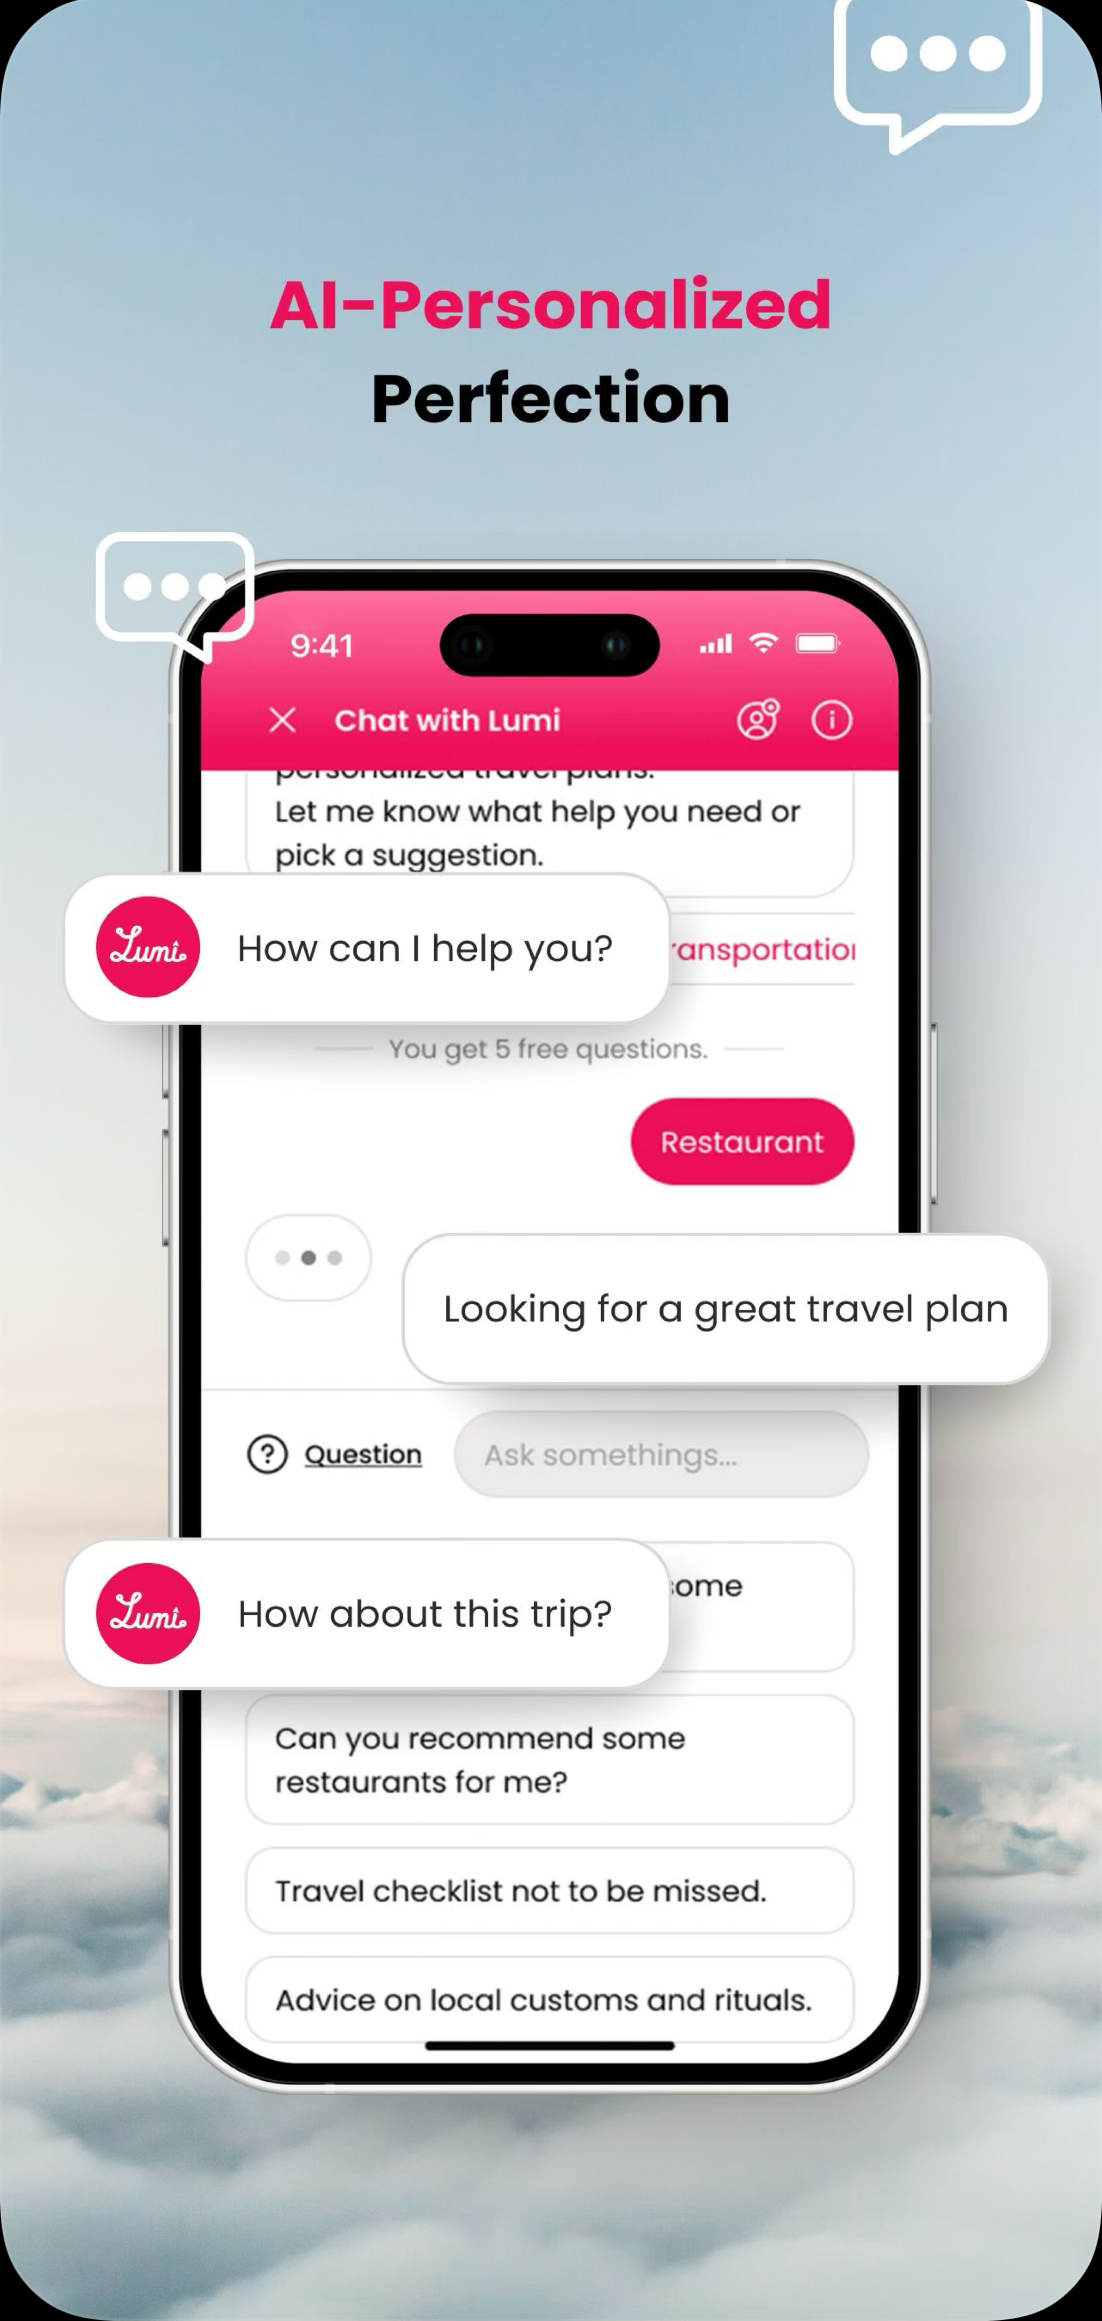 AI-Personalized
Perfection
9:41
Chat with Lumi
personalized travel plans.
Let me know what help you need or
pick a suggestion.
Lumi
How can I help you?
You get 5 free questions.
Restaurant
Looking for a great travel plan
Question
Ask somethings...
Lumi
How about this trip?
Can you recommend some
restaurants for me?
Travel checklist not to be missed.
Advice on local customs and rituals.